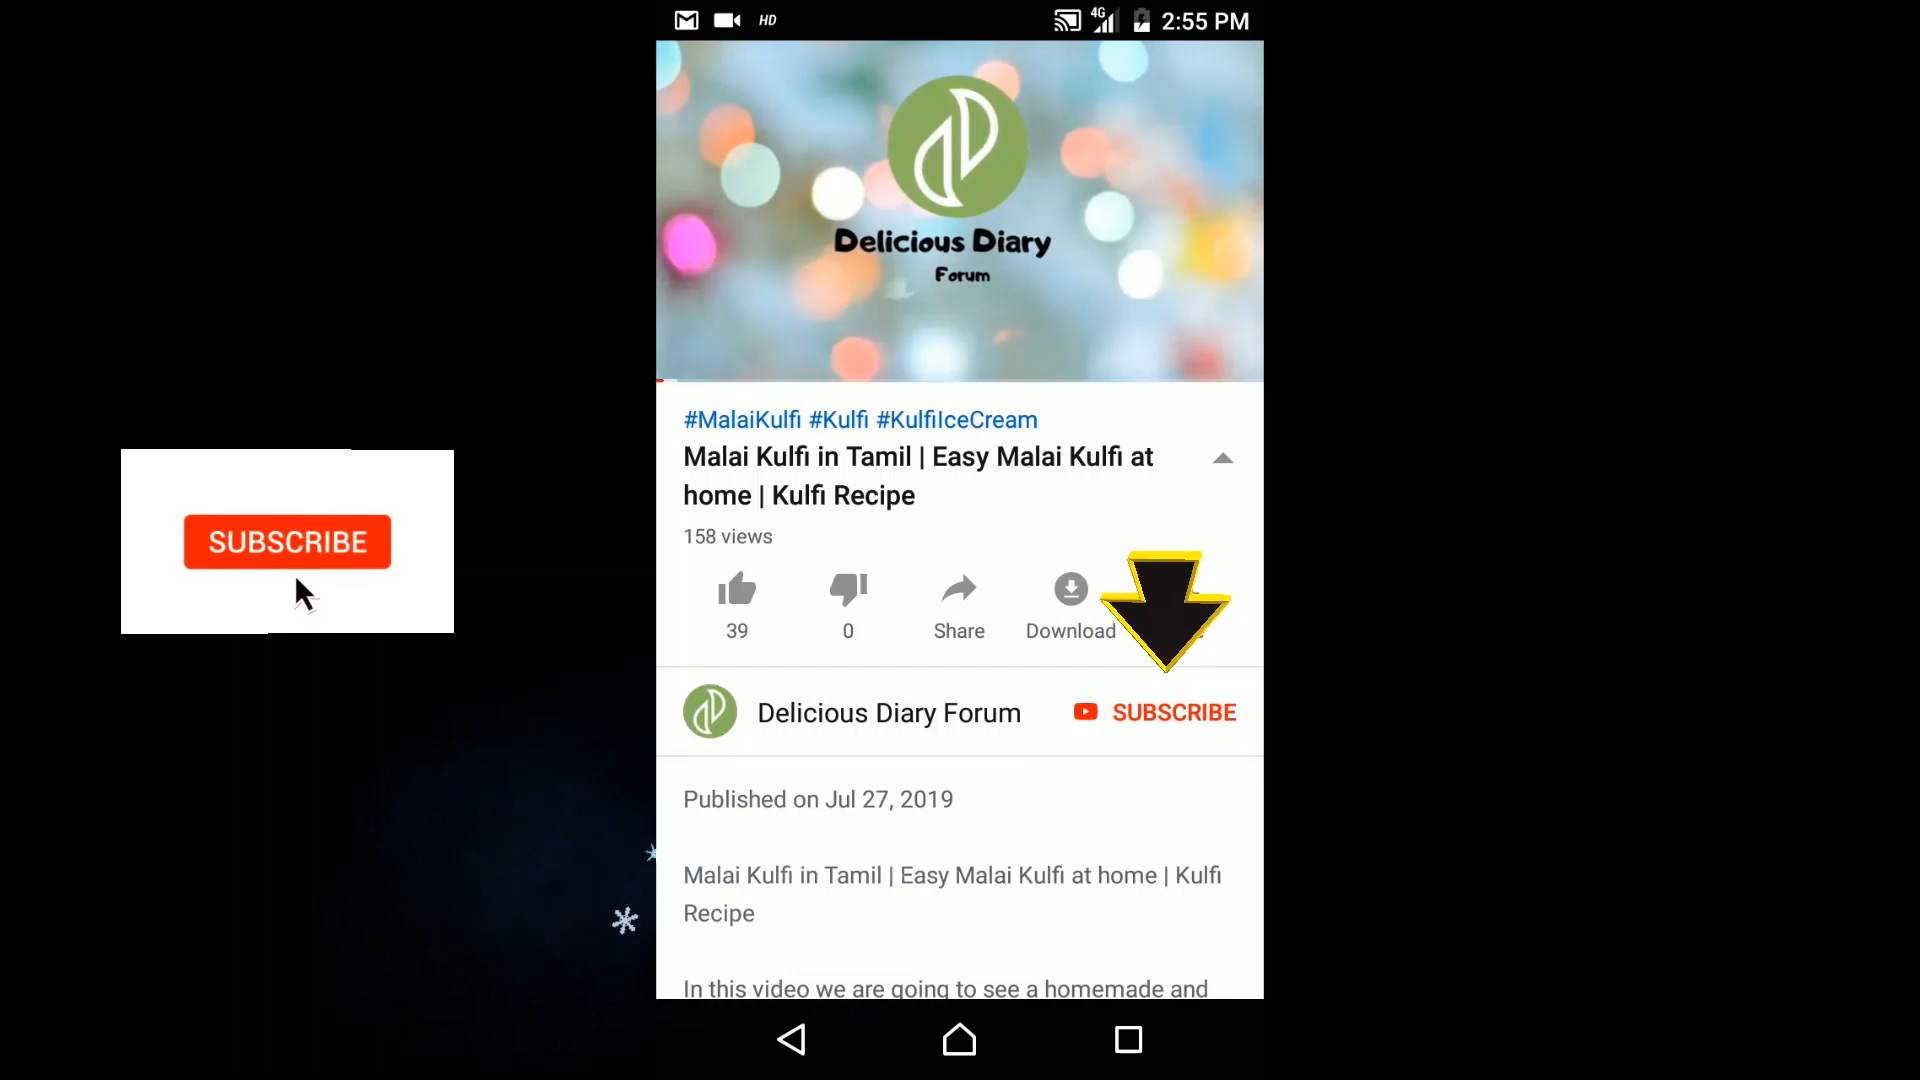 HD
4G
2:55 PM
Delicious Diary
Forum
#MalaiKulfi #Kulfi #KulfiIceCream
Malai Kulfi in Tamil | Easy Malai Kulfi at
home | Kulfi Recipe
158 views
39
0
Share
Download
SUBSCRIBE
Delicious Diary Forum
SUBSCRIBE
Published on Jul 27, 2019
Malai Kulfi in Tamil | Easy Malai Kulfi at home | Kulfi
Recipe
In this video we are going to see a homemade and